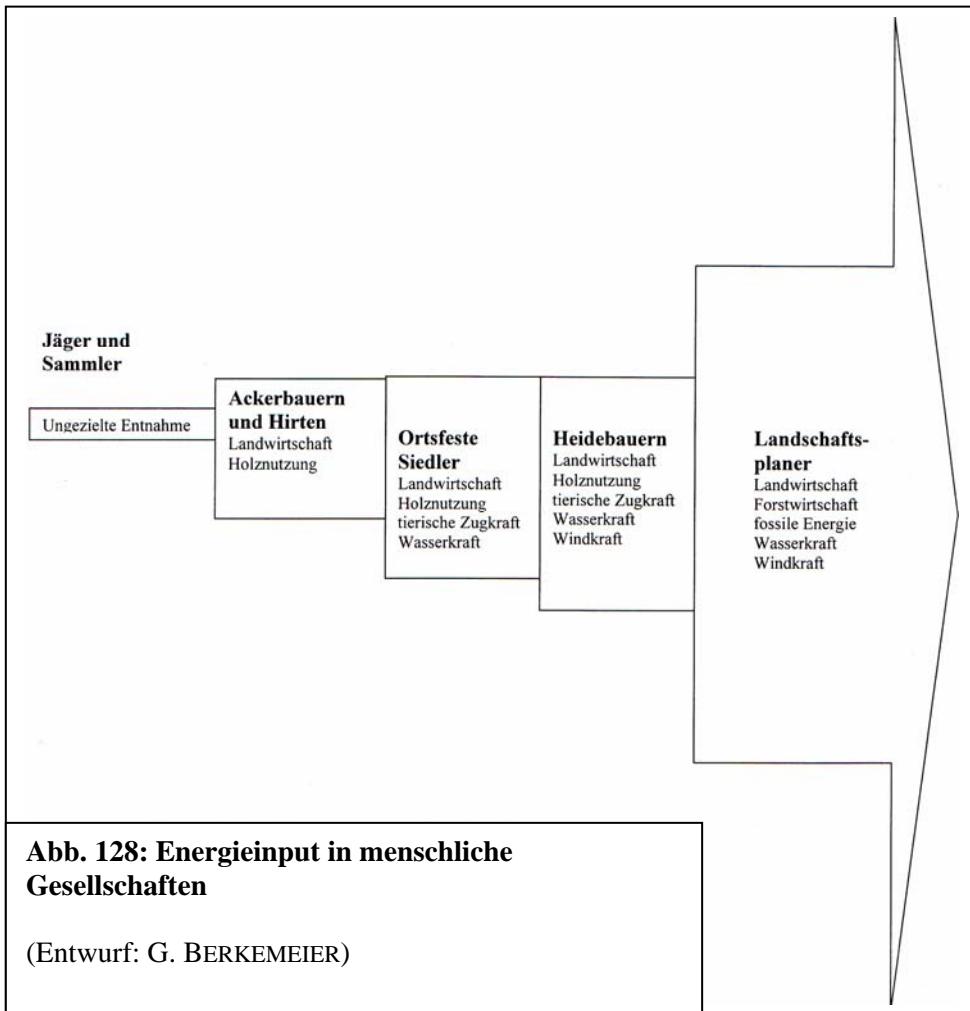 Jäger und
Sammler
Ungezielte Entnahme
Ackerbauern
und Hirten
Landwirtschaft
Holznutzung
Ortsfeste
Siedler
Landwirtschaft
Holznutzung
tierische Zugkraft
Wasserkraft
Heidebauern
Landwirtschaft
Holznutzung
tierische Zugkraft
Wasserkraft
Windkraft
Landschafts-
planer
Landwirtschaft
Forstwirtschaft
fossile Energie
Wasserkraft
Windkraft
Abb. 128: Energieinput in menschliche
Gesellschaften
(Entwurf: G. BERKEMEIER)